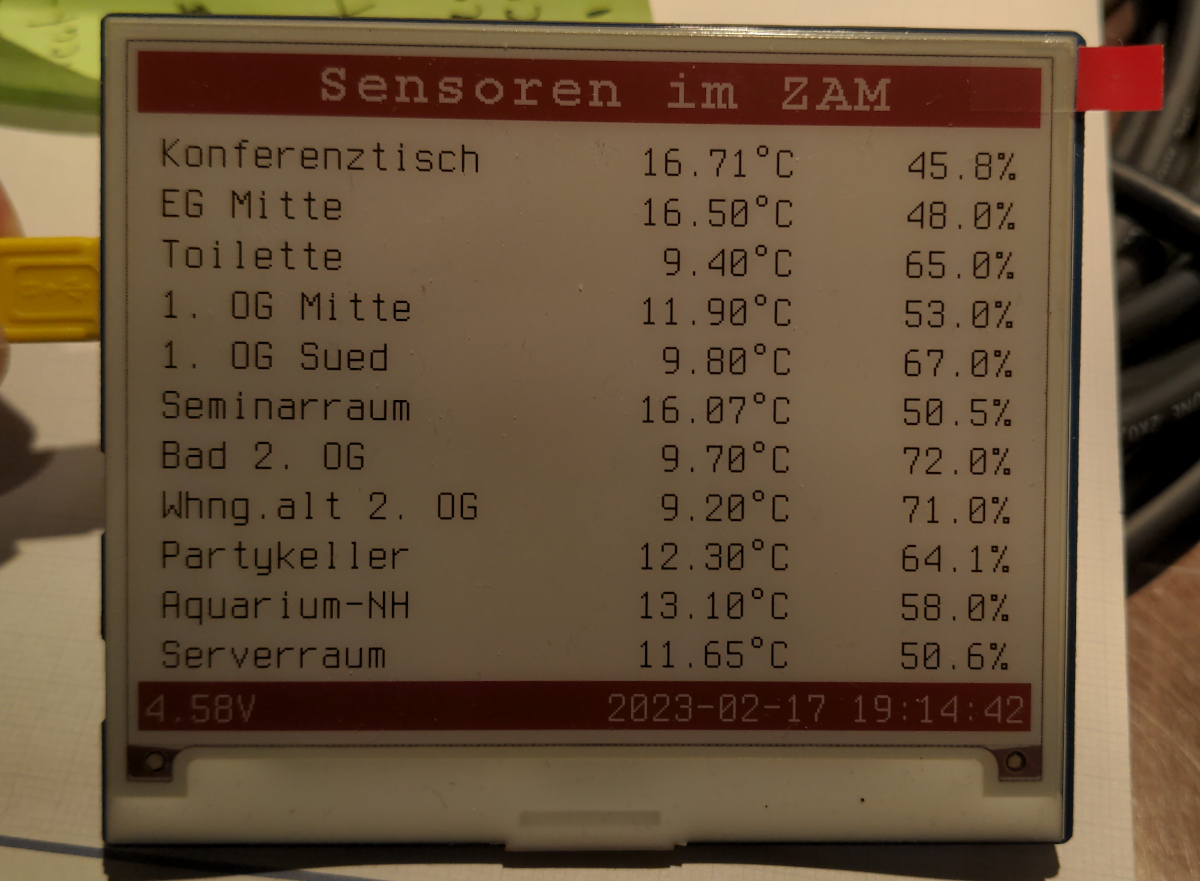 Sensoren im ZAM
Konferenztisch 16.71°C 45.8%
EG Mitte 16.50°C 48.0%
Toilette 9.40°C 65.0%
1. OG Mitte 11.90°C 53.0%
1. OG Sued 9.80°C 67.0%
Seminarraum 16.07°C 50.5%
Bad 2. OG 9.70°C 72.0%
Whng.alt 2. OG 9.20°C 71.0%
Partykeller 12.30°C 64.1%
Aquarium-NH 13.10°C 58.0%
Serverraum 11.65°C 50.6%
4.58V 2023-02-17 19:14:42